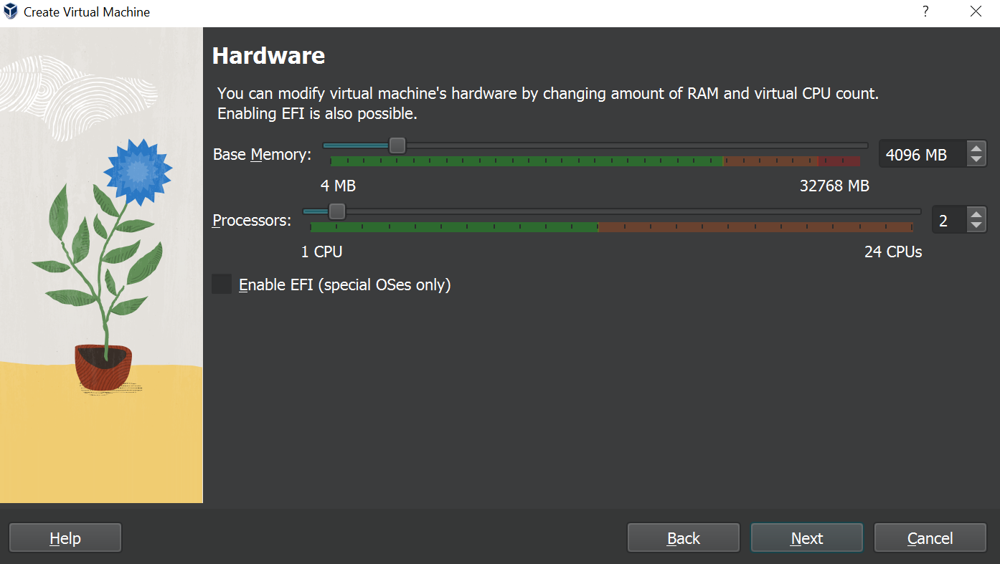 Create Virtual Machine
?
Hardware
You can modify virtual machine's hardware by changing amount of RAM and virtual CPU count.
Enabling EFI is also possible.
Base Memory:
4096 MB
4 MB
32768 MB
Processors:
2
1 CPU
24 CPUs
Enable EFI (special OSes only)
Help
Back
Next
Cancel